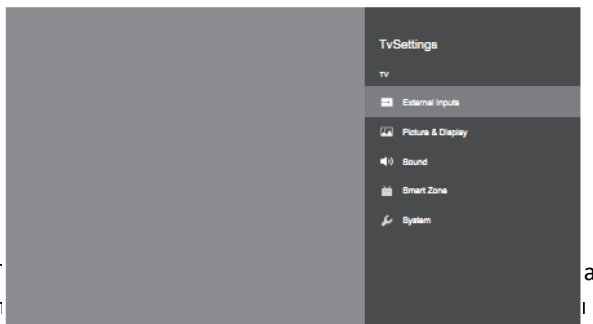 TvSettings
TV
External Inputs
Picture & Display
Sound
Smart Zone
System